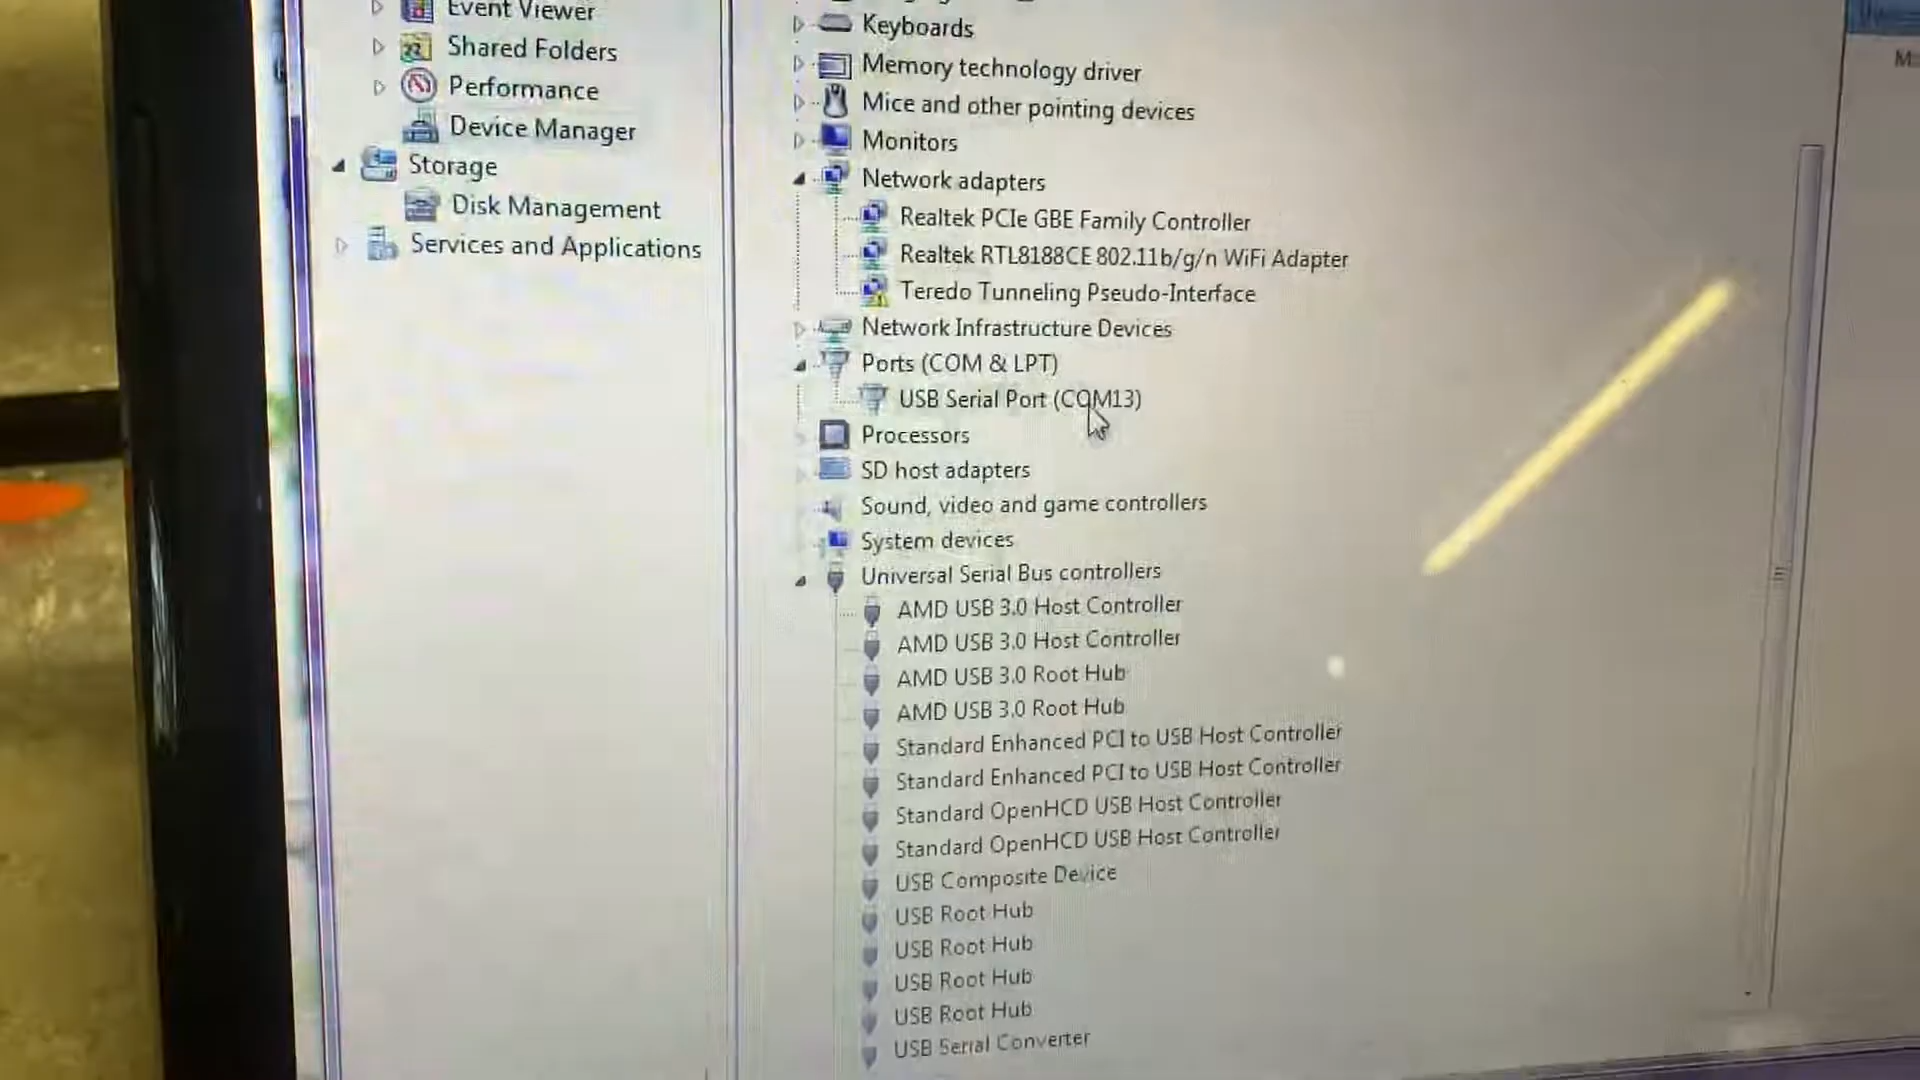 Event Viewer
Shared Folders
Performance
Device Manager
Storage
Disk Management
Services and Applications
Keyboards
Memory technology driver
Mice and other pointing devices
Monitors
Network adapters
Realtek PCIe GBE Family Controller
Realtek RTL8188CE 802.11b/g/n WiFi Adapter
Teredo Tunneling Pseudo-Interface
Network Infrastructure Devices
Ports (COM & LPT)
USB Serial Port (COM13)
Processors
SD host adapters
Sound, video and game controllers
System devices
Universal Serial Bus controllers
AMD USB 3.0 Host Controller
AMD USB 3.0 Host Controller
AMD USB 3.0 Root Hub
AMD USB 3.0 Root Hub
Standard Enhanced PCI to USB Host Controller
Standard Enhanced PCI to USB Host Controller
Standard OpenHCD USB Host Controller
Standard OpenHCD USB Host Controller
USB Composite Device
USB Root Hub
USB Root Hub
USB Root Hub
USB Root Hub
USB Serial Converter